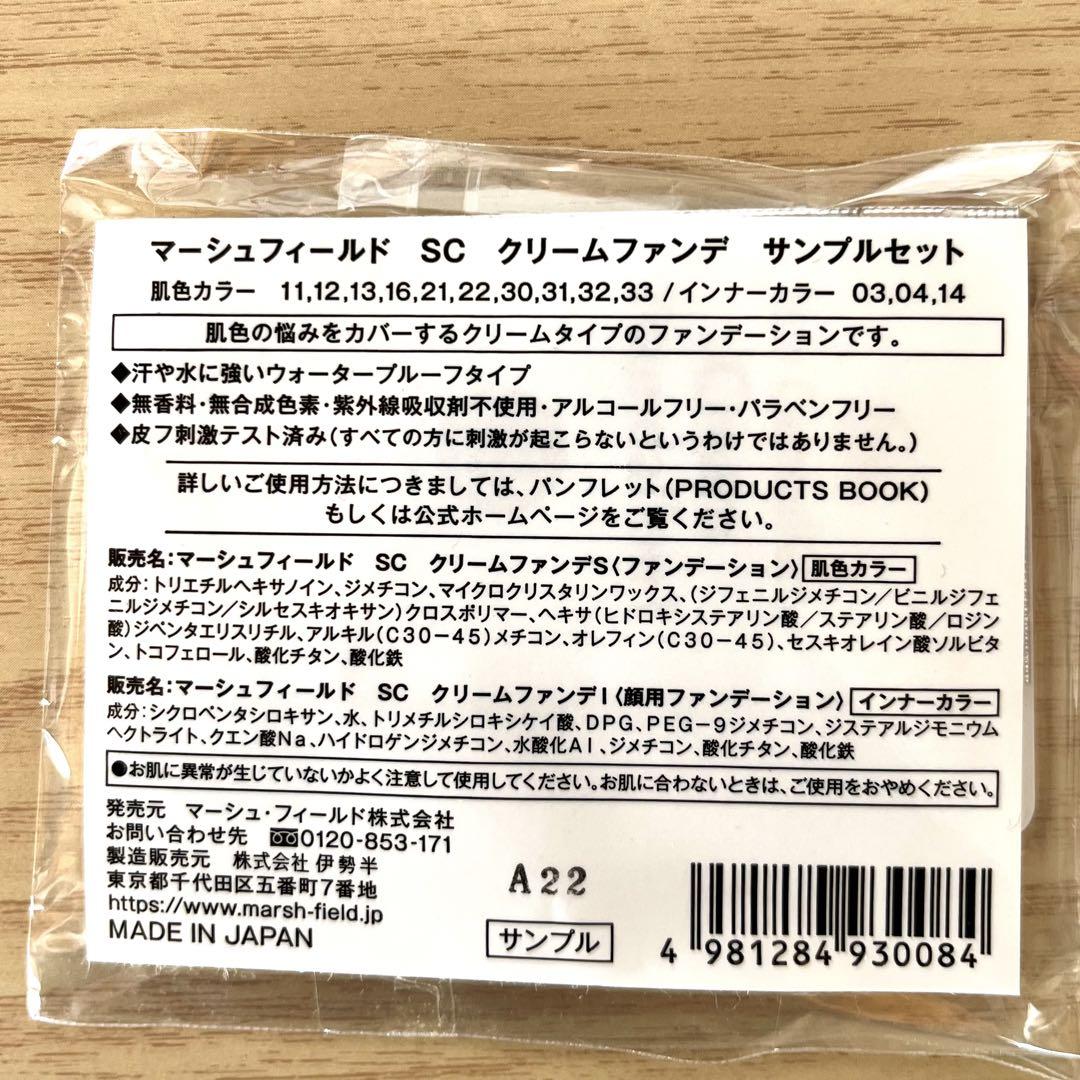 マーシュフィールド　SC　クリームファンデ　サンプルセット
肌色カラー　11,12,13,16,21,22,30,31,32,33 / インナーカラー　03,04,14
肌色の悩みをカバーするクリームタイプのファンデーションです。
◆汗や水に強いウォータープルーフタイプ
◆無香料・無合成色素・紫外線吸収剤不使用・アルコールフリー・パラベンフリー
◆皮フ刺激テスト済み(すべての方に刺激が起こらないというわけではありません。)
詳しいご使用方法につきましては、パンフレット(PRODUCTS BOOK)
もしくは公式ホームページをご覧ください。
販売名：マーシュフィールド　SC　クリームファンデS〈ファンデーション〉 肌色カラー
成分：トリエチルヘキサノイン、ジメチコン、マイクロクリスタリンワックス、(ジフェニルジメチコン／ビニルジフェ
ニルジメチコン／シルセスキオキサン)クロスポリマー、ヘキサ(ヒドロキシステアリン酸／ステアリン酸／ロジン
酸)ジペンタエリスリチル、アルキル(C30-45)メチコン、オレフィン(C30-45)、セスキオレイン酸ソルビタ
ン、トコフェロール、酸化チタン、酸化鉄
販売名：マーシュフィールド　SC　クリームファンデI〈顔用ファンデーション〉 インナーカラー
成分：シクロペンタシロキサン、水、トリメチルシロキシケイ酸、DPG、PEG-9ジメチコン、ジステアルジモニウム
ヘクトライト、クエン酸Na、ハイドロゲンジメチコン、水酸化Al、ジメチコン、酸化チタン、酸化鉄
●お肌に異常が生じていないかよく注意して使用してください。お肌に合わないときは、ご使用をおやめください。
発売元　マーシュ・フィールド株式会社
お問い合わせ先　0120-853-171
製造販売元　株式会社 伊勢半
東京都千代田区五番町7番地
https://www.marsh-field.jp
MADE IN JAPAN
A22
サンプル
4 981284 930084